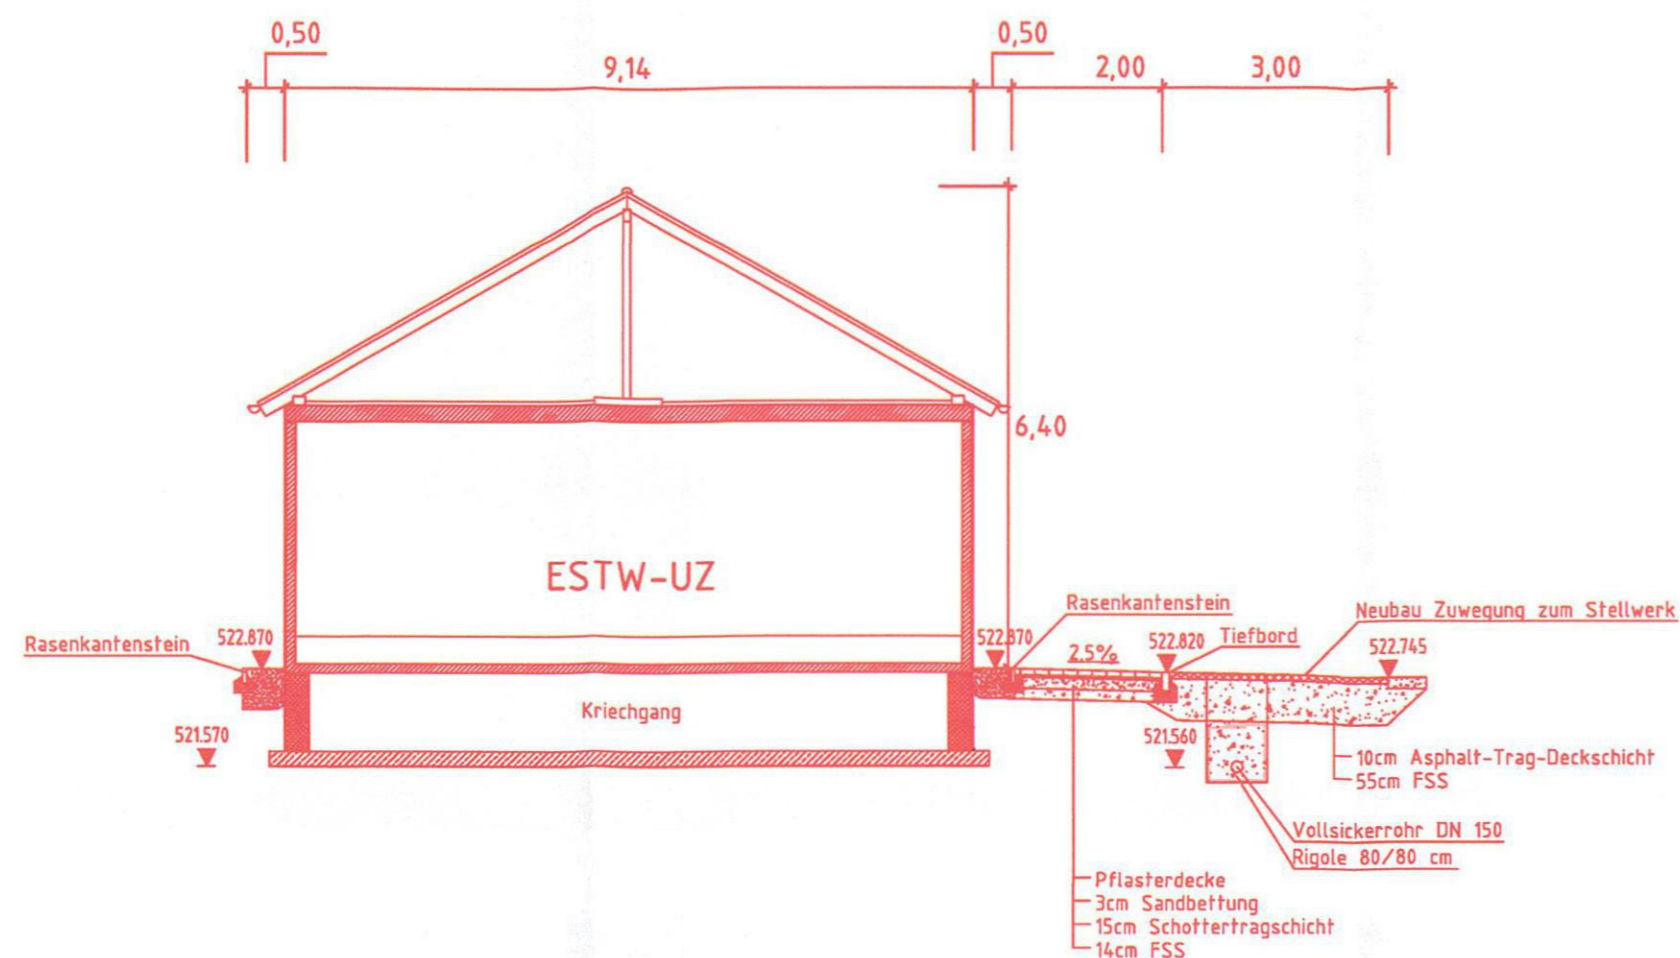 0,50
9,14
0,50
2,00
3,00
6,40
ESTW-UZ
Rasenkantenstein
522.870
522.870
Rasenkantenstein
2.5%
522.820
Tiefbord
Neubau Zuwegung zum Stellwerk
522.745
Kriechgang
521.570
521.560
10cm Asphalt-Trag-Deckschicht
55cm FSS
Vollsickerrohr DN 150
Rigole 80/80 cm
Pflasterdecke
3cm Sandbettung
15cm Schottertragschicht
14cm FSS